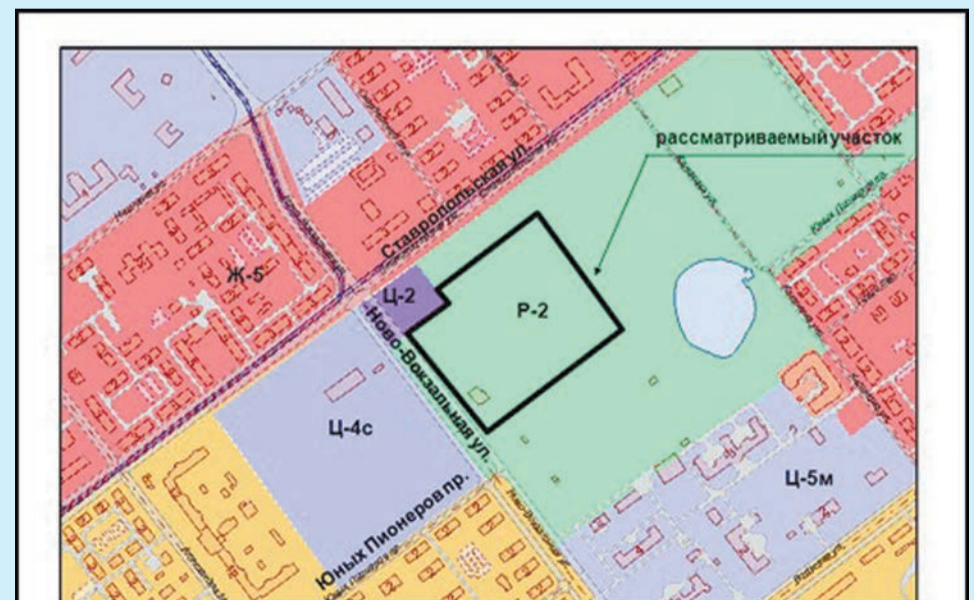 рассматриваемый участок
Ставропольская ул.
Ж-5
Ц-2
Р-2
Ново-Вокзальная ул.
Ц-4с
Ц-5м
Юных Пионеров пр.